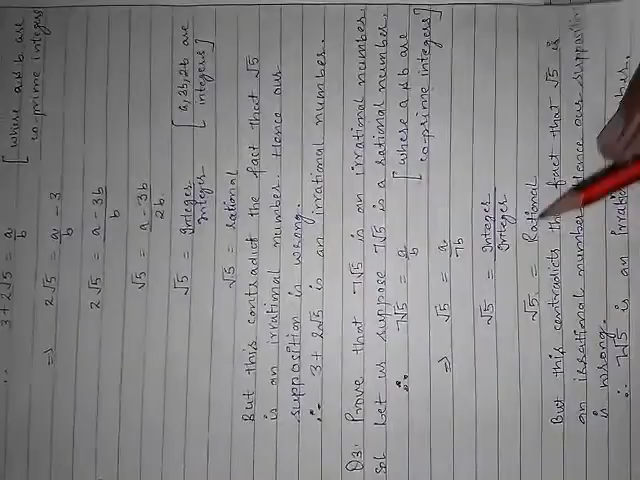 ∴ 3+2√5 = a/b [where a & b are
co-prime integers
=> 2√5 = a/b - 3
2√5 = a-3b/b
√5 = a-3b/2b
√5 = Integer/Integer [a, 3b, 2b are
integers]
√5 = rational
But this contradict the fact that √5
is an irrational number. Hence our
supposition is wrong.
∴ 3+2√5 is an irrational number.
Q3: Prove that 7√5 is an irrational number.
Sol Let us suppose 7√5 is a rational number.
∴ 7√5 = a/b [where a & b are
co-prime integers]
=> √5 = a/7b
√5 = Integer/Integer
√5 = Rational
But this contradicts the fact that √5 is
an irrational number Hence our
is wrong.
∴ 7√5 is an